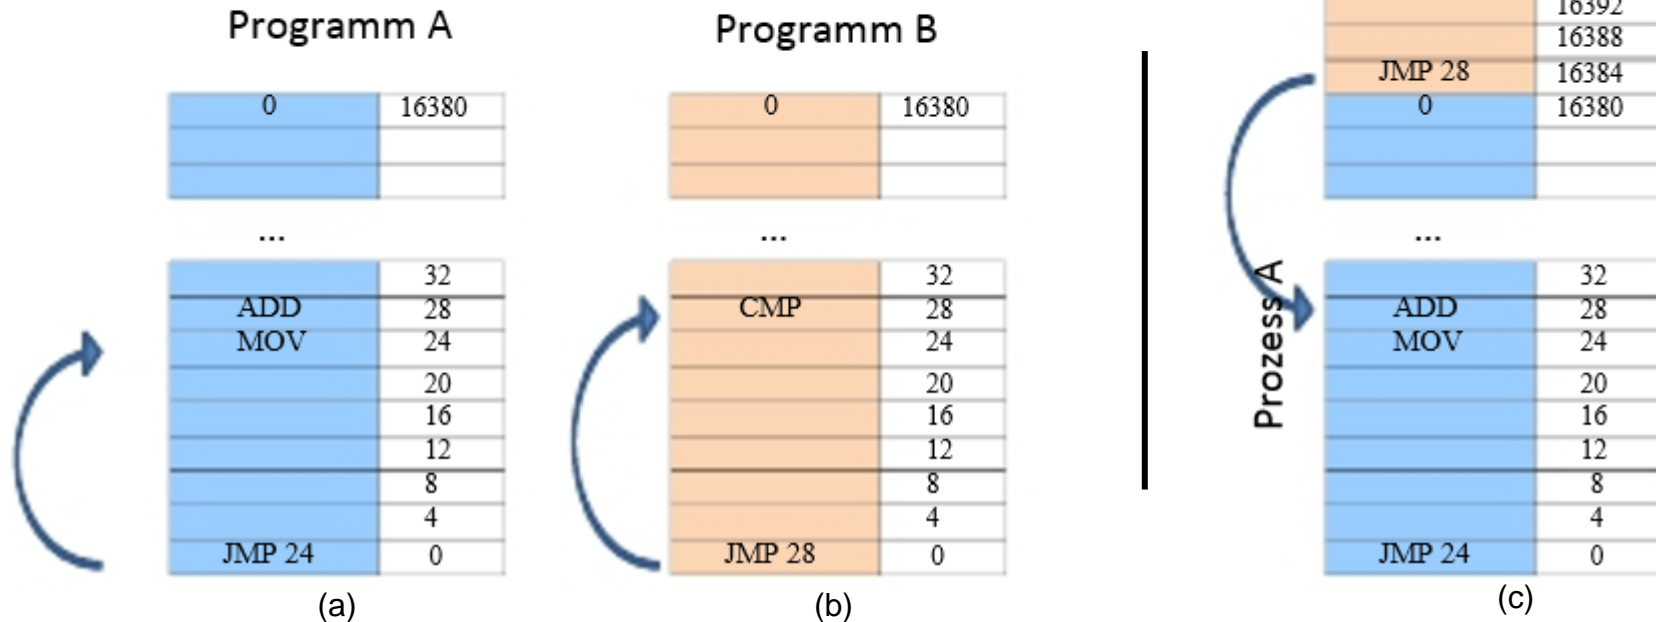 Programm A
0 16380
...
32
ADD 28
MOV 24
20
16
12
8
4
JMP 24 0
(a)
Programm B
0 16380
...
32
CMP 28
24
20
16
12
8
4
JMP 28 0
(b)
16392
16388
JMP 28 16384
0 16380
...
Prozess A
32
ADD 28
MOV 24
20
16
12
8
4
JMP 24 0
(c)